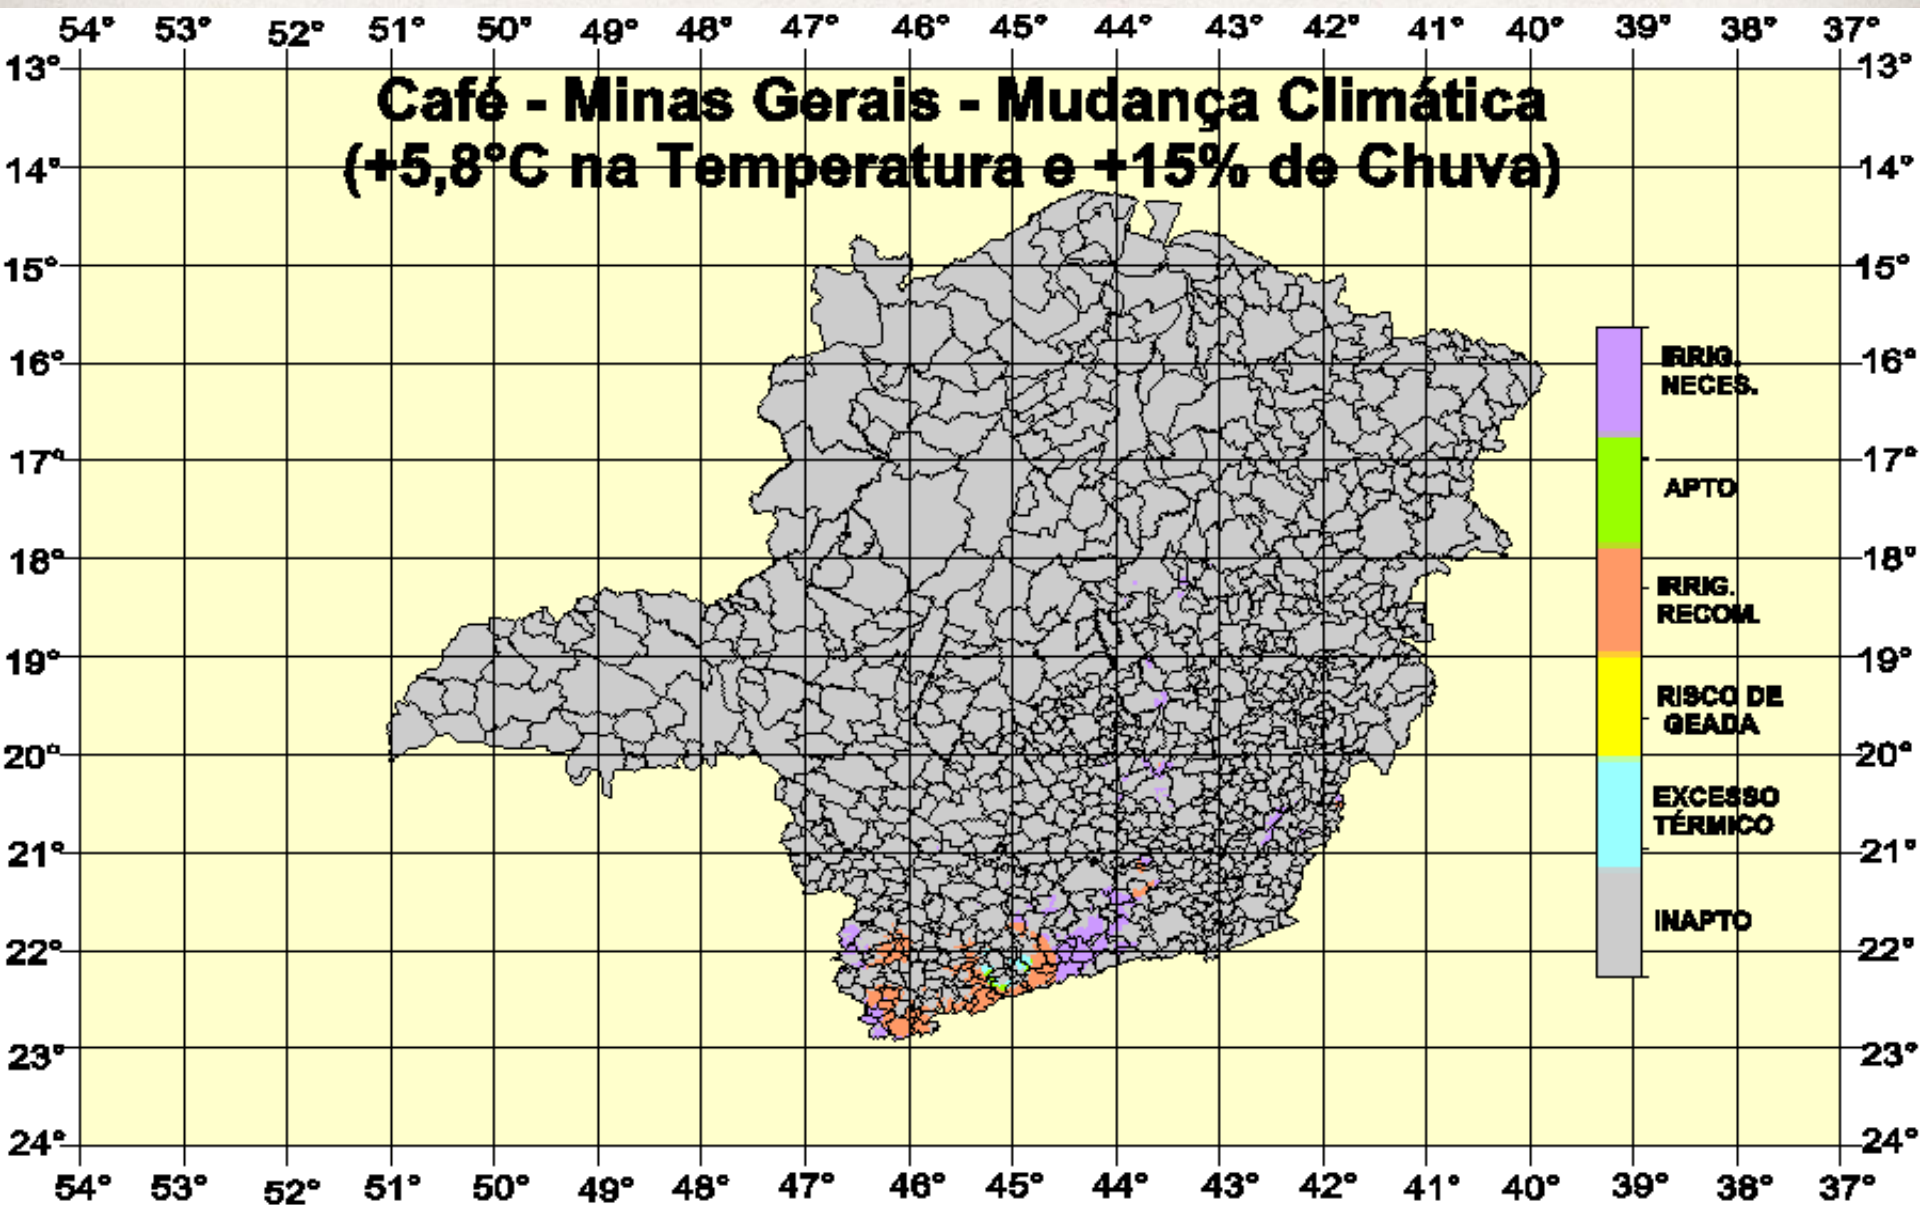 54° 53° 52° 51° 50° 49° 48° 47° 46° 45° 44° 43° 42° 41° 40° 39° 38° 37°
13° 13°
Café - Minas Gerais - Mudança Climática
(+5,8°C na Temperatura e +15% de Chuva)
14° 14°
15° 15°
16° 16°
IRRIG.
NECES.
17° 17°
APTO
18° 18°
IRRIG.
RECOM.
19° 19°
RISCO DE
GEADA
20° 20°
EXCESSO
TÉRMICO
21° 21°
INAPTO
22° 22°
23° 23°
24° 24°
54° 53° 52° 51° 50° 49° 48° 47° 46° 45° 44° 43° 42° 41° 40° 39° 38° 37°